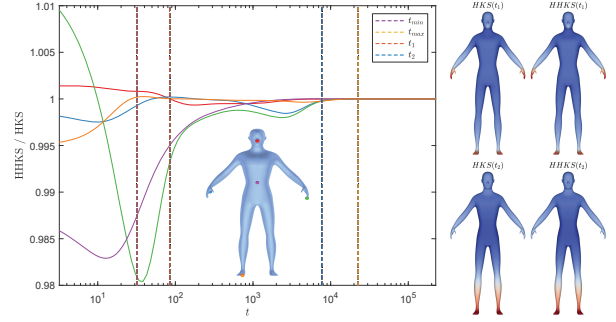 1.01
1.005
1
0.995
0.99
0.985
0.98
HHKS / HKS
10^1
10^2
10^3
10^4
10^5
t
t_min
t_max
t_1
t_2
HKS(t_1)
HHKS(t_1)
HKS(t_2)
HHKS(t_2)